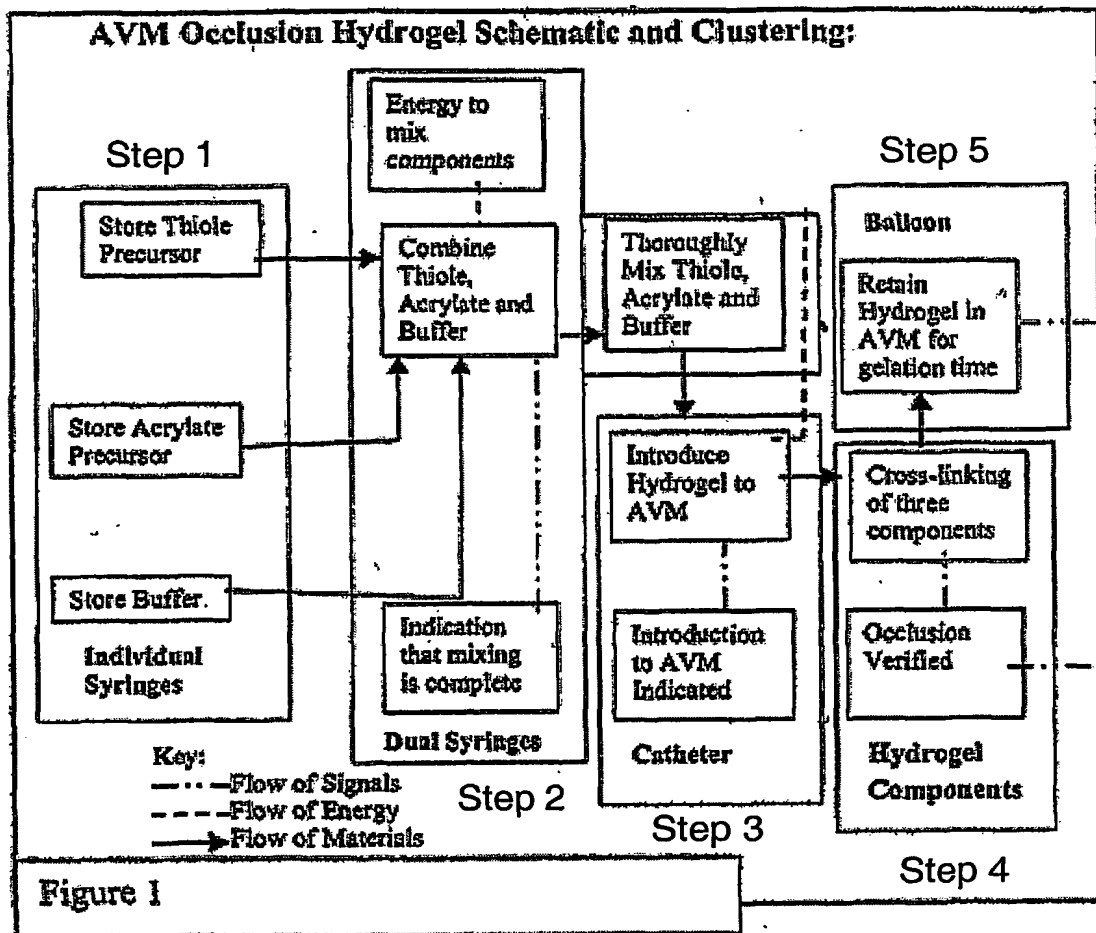 AVM Occlusion Hydrogel Schematic and Clustering:
Step 1
Store Thiole
Precursor
Store Acrylate
Precursor
Store Buffer.
Individual
Syringes
Energy to
mix
components
Combine
Thiole,
Acrylate and
Buffer
Indication
that mixing
is complete
Dual Syringes
Step 2
Thoroughly
Mix Thiole,
Acrylate and
Buffer
Introduce
Hydrogel to
AVM
Introduction
to AVM
Indicated
Catheter
Step 3
Step 5
Balloon
Retain
Hydrogel in
AVM for
gelation time
Cross-linking
of three
components
Occlusion
Verified
Hydrogel
Components
Step 4
Key:
Flow of Signals
Flow of Energy
Flow of Materials
Figure 1